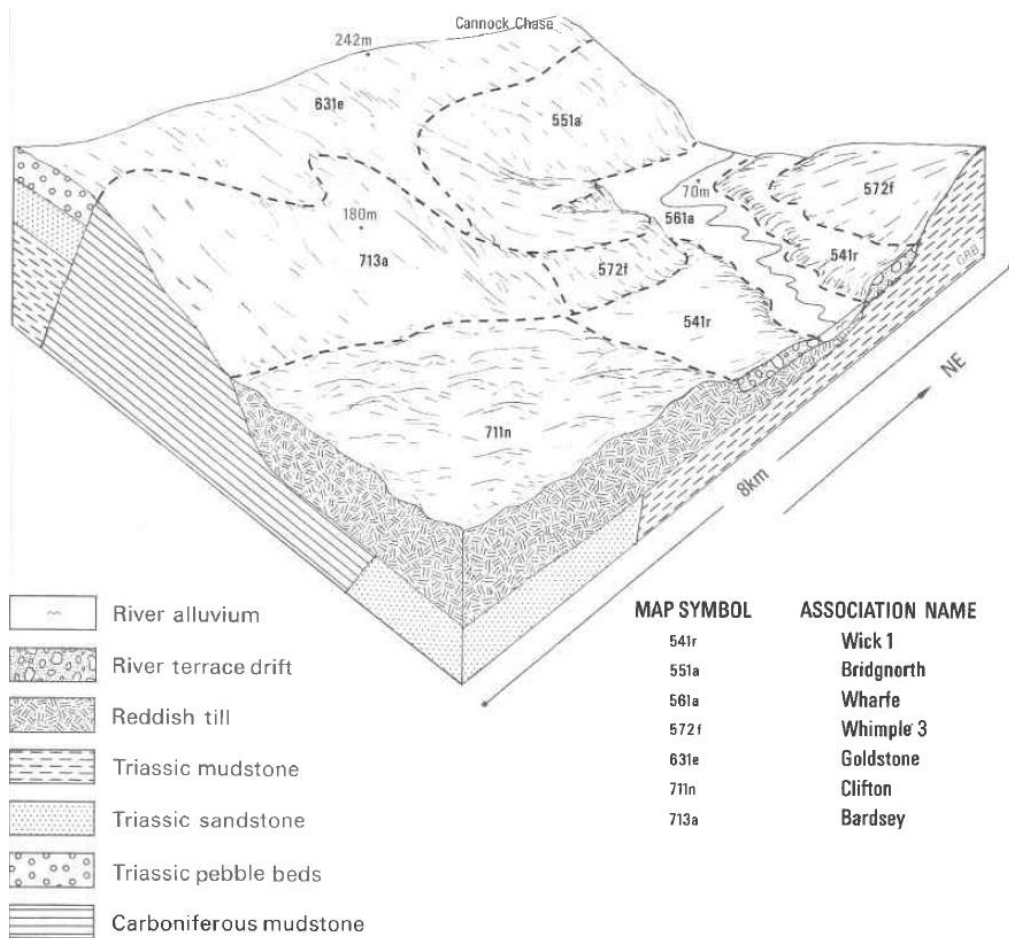 Cannock Chase
242m
631e
551a
70m
572f
561a
180m
713a
572f
541r
GRB
541r
NE
711n
8km
River alluvium
River terrace drift
Reddish till
Triassic mudstone
Triassic sandstone
Triassic pebble beds
Carboniferous mudstone
MAP SYMBOL ASSOCIATION NAME
541r Wick 1
551a Bridgnorth
561a Wharfe
572f Whimple 3
631e Goldstone
711n Clifton
713a Bardsey